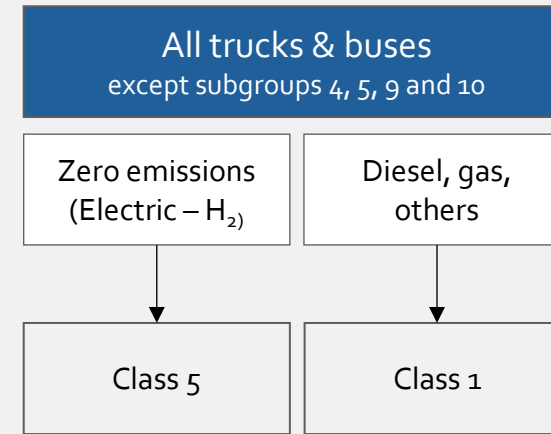 All trucks & buses
except subgroups 4, 5, 9 and 10
Zero emissions
(Electric – H₂)
Diesel, gas,
others
Class 5
Class 1